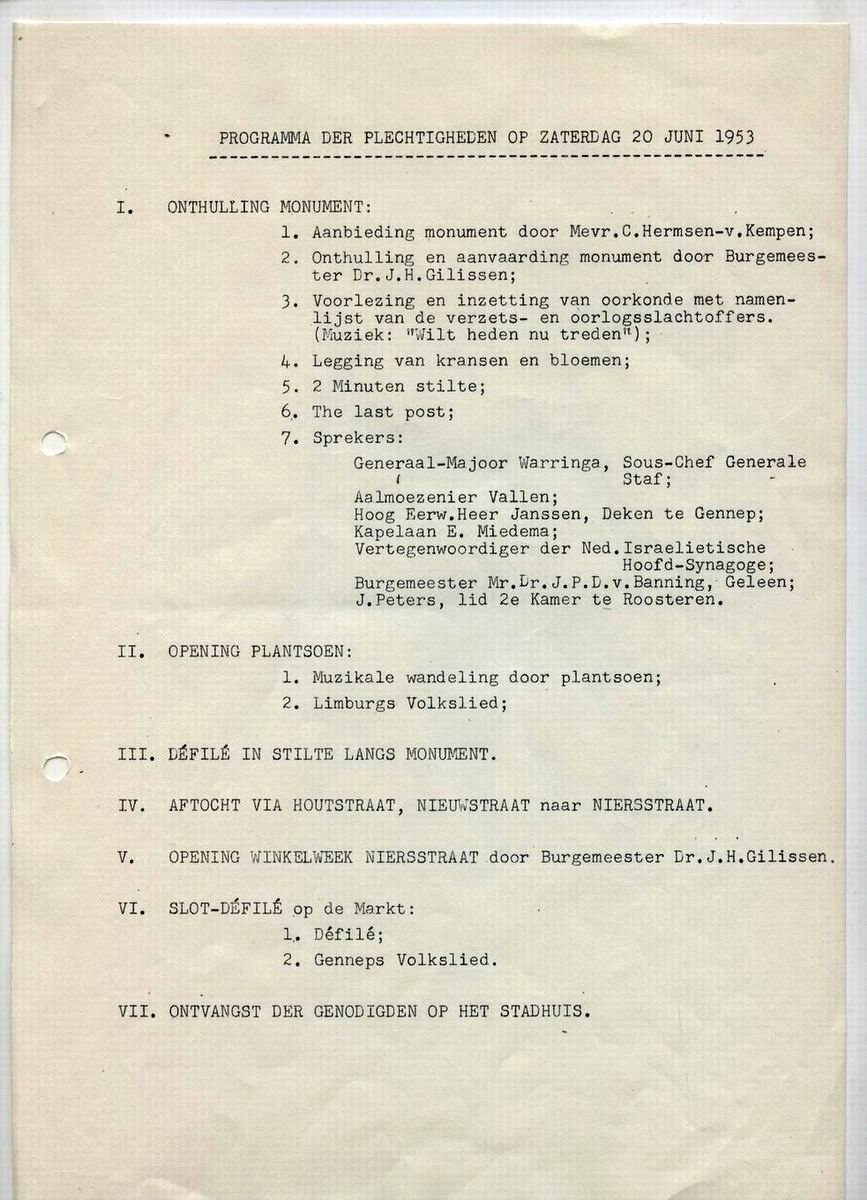 PROGRAMMA DER PLECHTIGHEDEN OP ZATERDAG 20 JUNI 1953
I. ONTHULLING MONUMENT:
1. Aanbieding monument door Mevr.C.Hermsen-v.Kempen;
2. Onthulling en aanvaarding monument door Burgemees-
ter Dr.J.H.Gilissen;
3. Voorlezing en inzetting van oorkonde met namen-
lijst van de verzets- en oorlogsslachtoffers.
(Muziek: "Wilt heden nu treden");
4. Legging van kransen en bloemen;
5. 2 Minuten stilte;
6. The last post;
7. Sprekers:
Generaal-Majoor Warringa, Sous-Chef Generale
Staf;
Aalmoezenier Vallen;
Hoog Eerw.Heer Janssen, Deken te Gennep;
Kapelaan E. Miedema;
Vertegenwoordiger der Ned.Israelietische
Hoofd-Synagoge;
Burgemeester Mr.Dr.J.P.D.v.Banning, Geleen;
J.Peters, lid 2e Kamer te Roosteren.
II. OPENING PLANTSOEN:
1. Muzikale wandeling door plantsoen;
2. Limburgs Volkslied;
III. DÉFILÉ IN STILTE LANGS MONUMENT.
IV. AFTOCHT VIA HOUTSTRAAT, NIEUWSTRAAT naar NIERSSTRAAT.
V. OPENING WINKELWEEK NIERSSTRAAT door Burgemeester Dr.J.H.Gilissen.
VI. SLOT-DÉFILÉ op de Markt:
1. Défilé;
2. Genneps Volkslied.
VII. ONTVANGST DER GENODIGDEN OP HET STADHUIS.